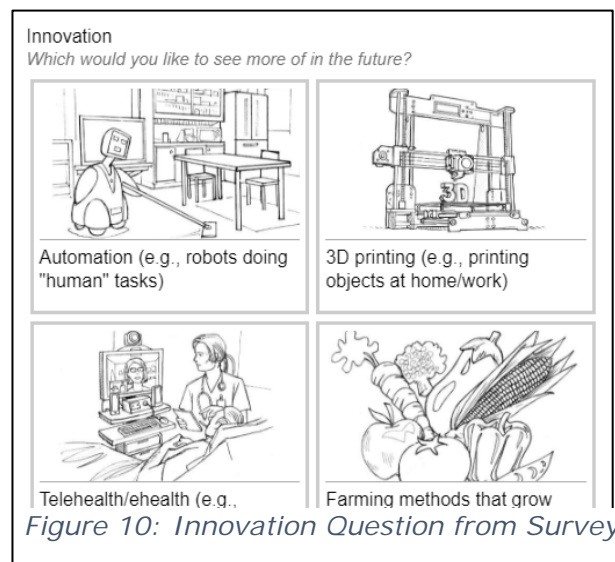 Innovation
Which would you like to see more of in the future?
Automation (e.g., robots doing
"human" tasks)
3D printing (e.g., printing
objects at home/work)
3D
Telehealth/ehealth (e.g.,
Farming methods that grow
Figure 10: Innovation Question from Survey